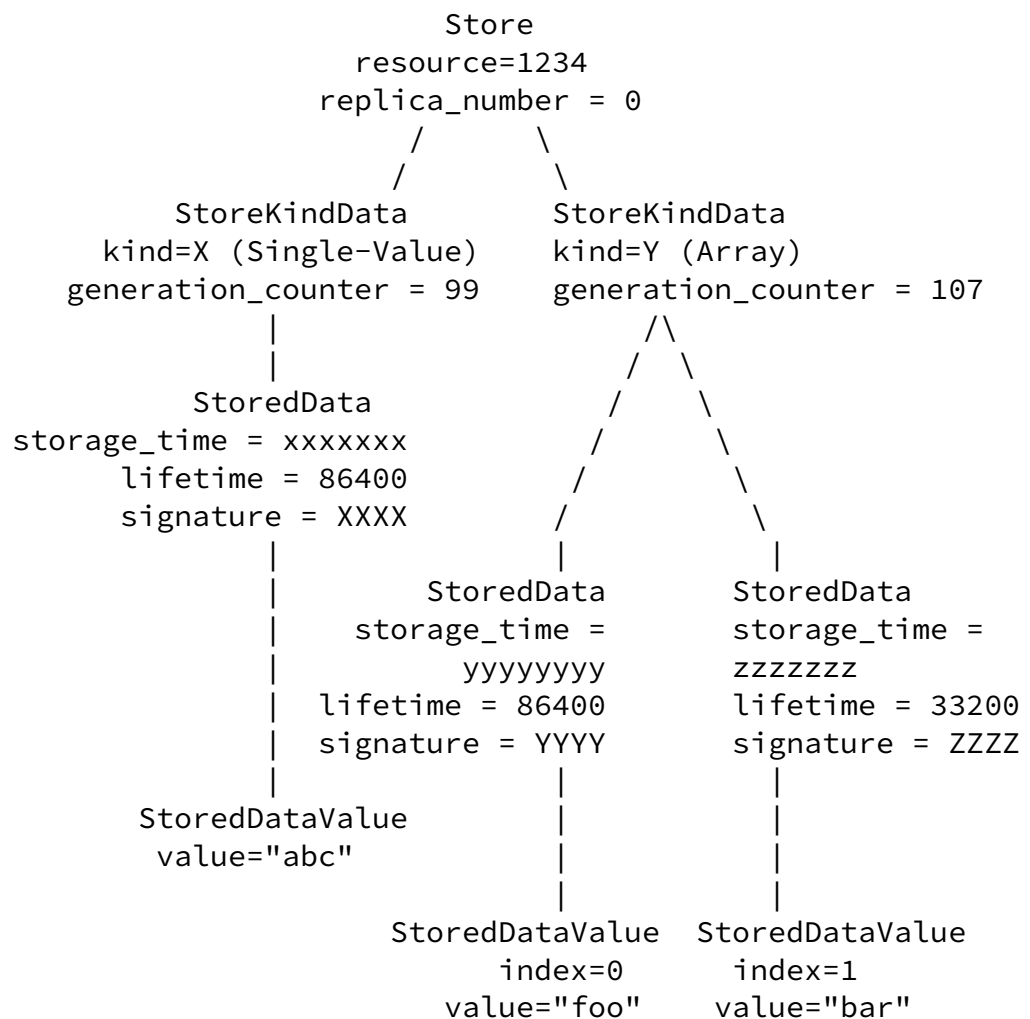 Store
resource=1234
replica_number = 0
StoreKindData StoreKindData
kind=X (Single-Value) kind=Y (Array)
generation_counter = 99 generation_counter = 107
StoredData
storage_time = xxxxxxx
lifetime = 86400
signature = XXXX
StoredData StoredData
storage_time = storage_time =
yyyyyyyy zzzzzzz
lifetime = 86400 lifetime = 33200
signature = YYYY signature = ZZZZ
StoredDataValue
value="abc"
StoredDataValue StoredDataValue
index=0 index=1
value="foo" value="bar"